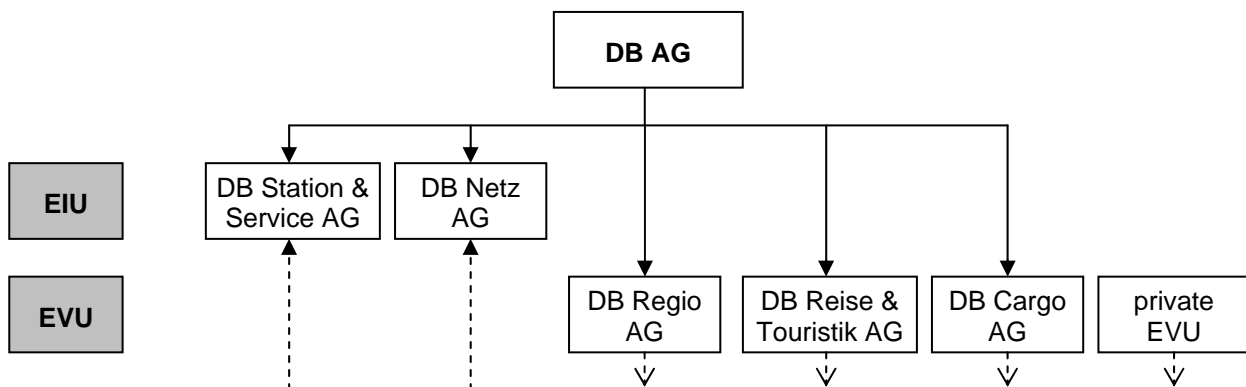 DB AG
EIU
DB Station &
Service AG
DB Netz
AG
EVU
DB Regio
AG
DB Reise &
Touristik AG
DB Cargo
AG
private
EVU